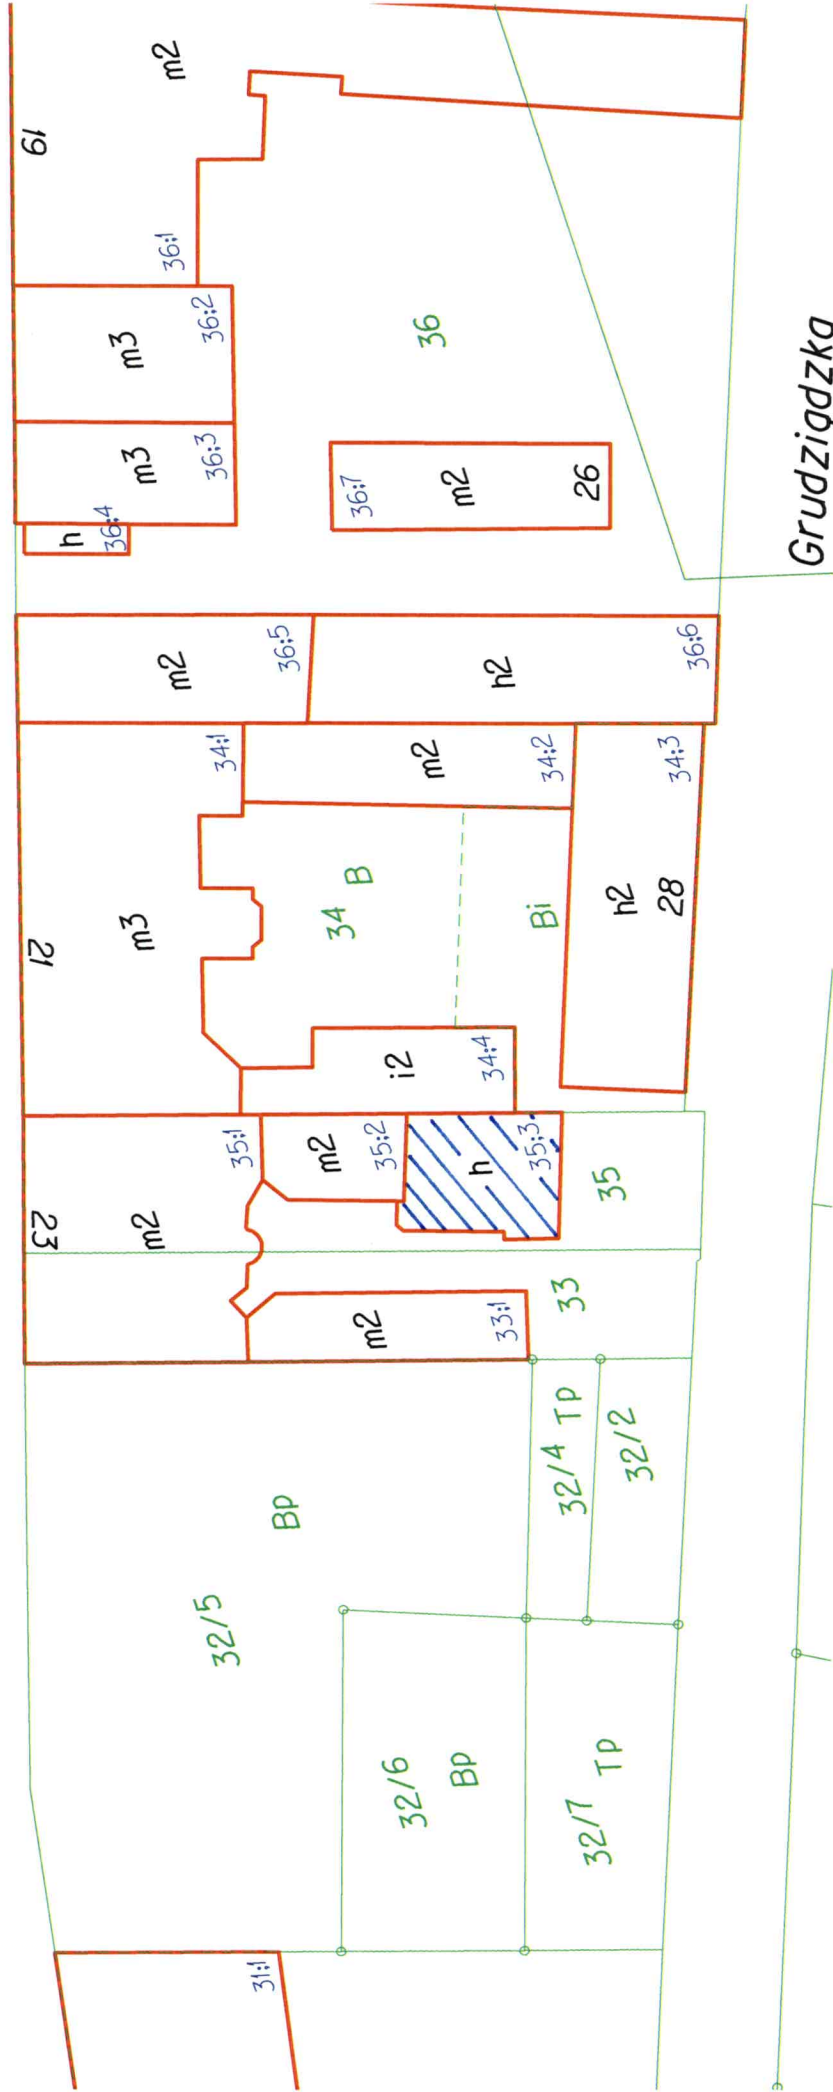 31:1
32/5
Bp
32/6
Bp
32/7 Tp
32/4 Tp
32/2
23
m2
35:1
m2
35:2
h
35:3
35
m2
33:1
33
21
m3
34:1
34 B
Bi
i2
34:4
m2
34:2
h2
34:3
28
m2
36:5
h2
36:6
h
36:4
m3
36:3
m3
36:2
19
m2
36:1
36
36:7
m2
26
Grudziądzka